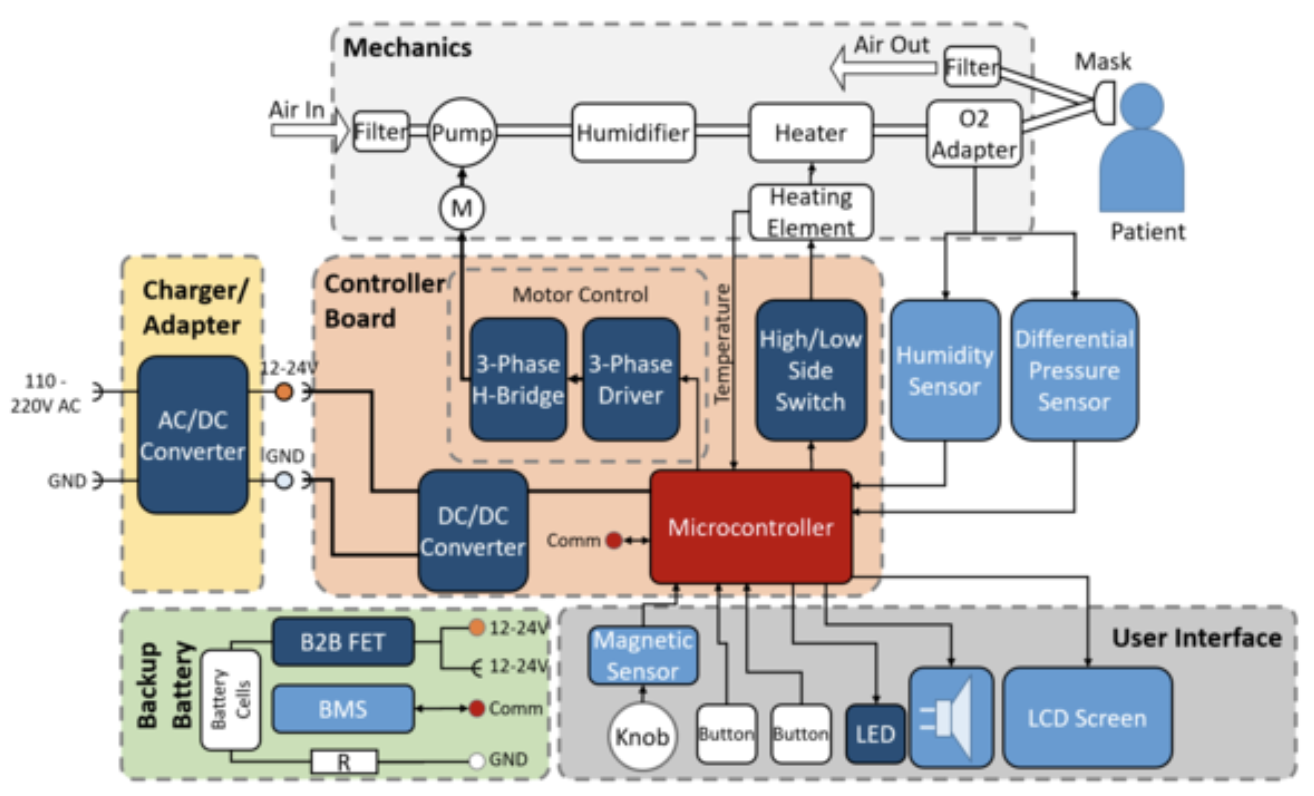 Mechanics
Air Out
Filter
Mask
Air In
Filter
Pump
Humidifier
Heater
O2
Adapter
M
Heating
Element
Patient
Charger/
Adapter
Controller
Board
Motor Control
Temperature
12-24V
110 -
220V AC
AC/DC
Converter
3-Phase
H-Bridge
3-Phase
Driver
High/Low
Side
Switch
Humidity
Sensor
Differential
Pressure
Sensor
GND
GND
DC/DC
Converter
Comm
Microcontroller
Backup
Battery
Battery
Cells
B2B FET
12-24V
12-24V
BMS
Comm
R
GND
User Interface
Magnetic
Sensor
Knob
Button
Button
LED
LCD Screen